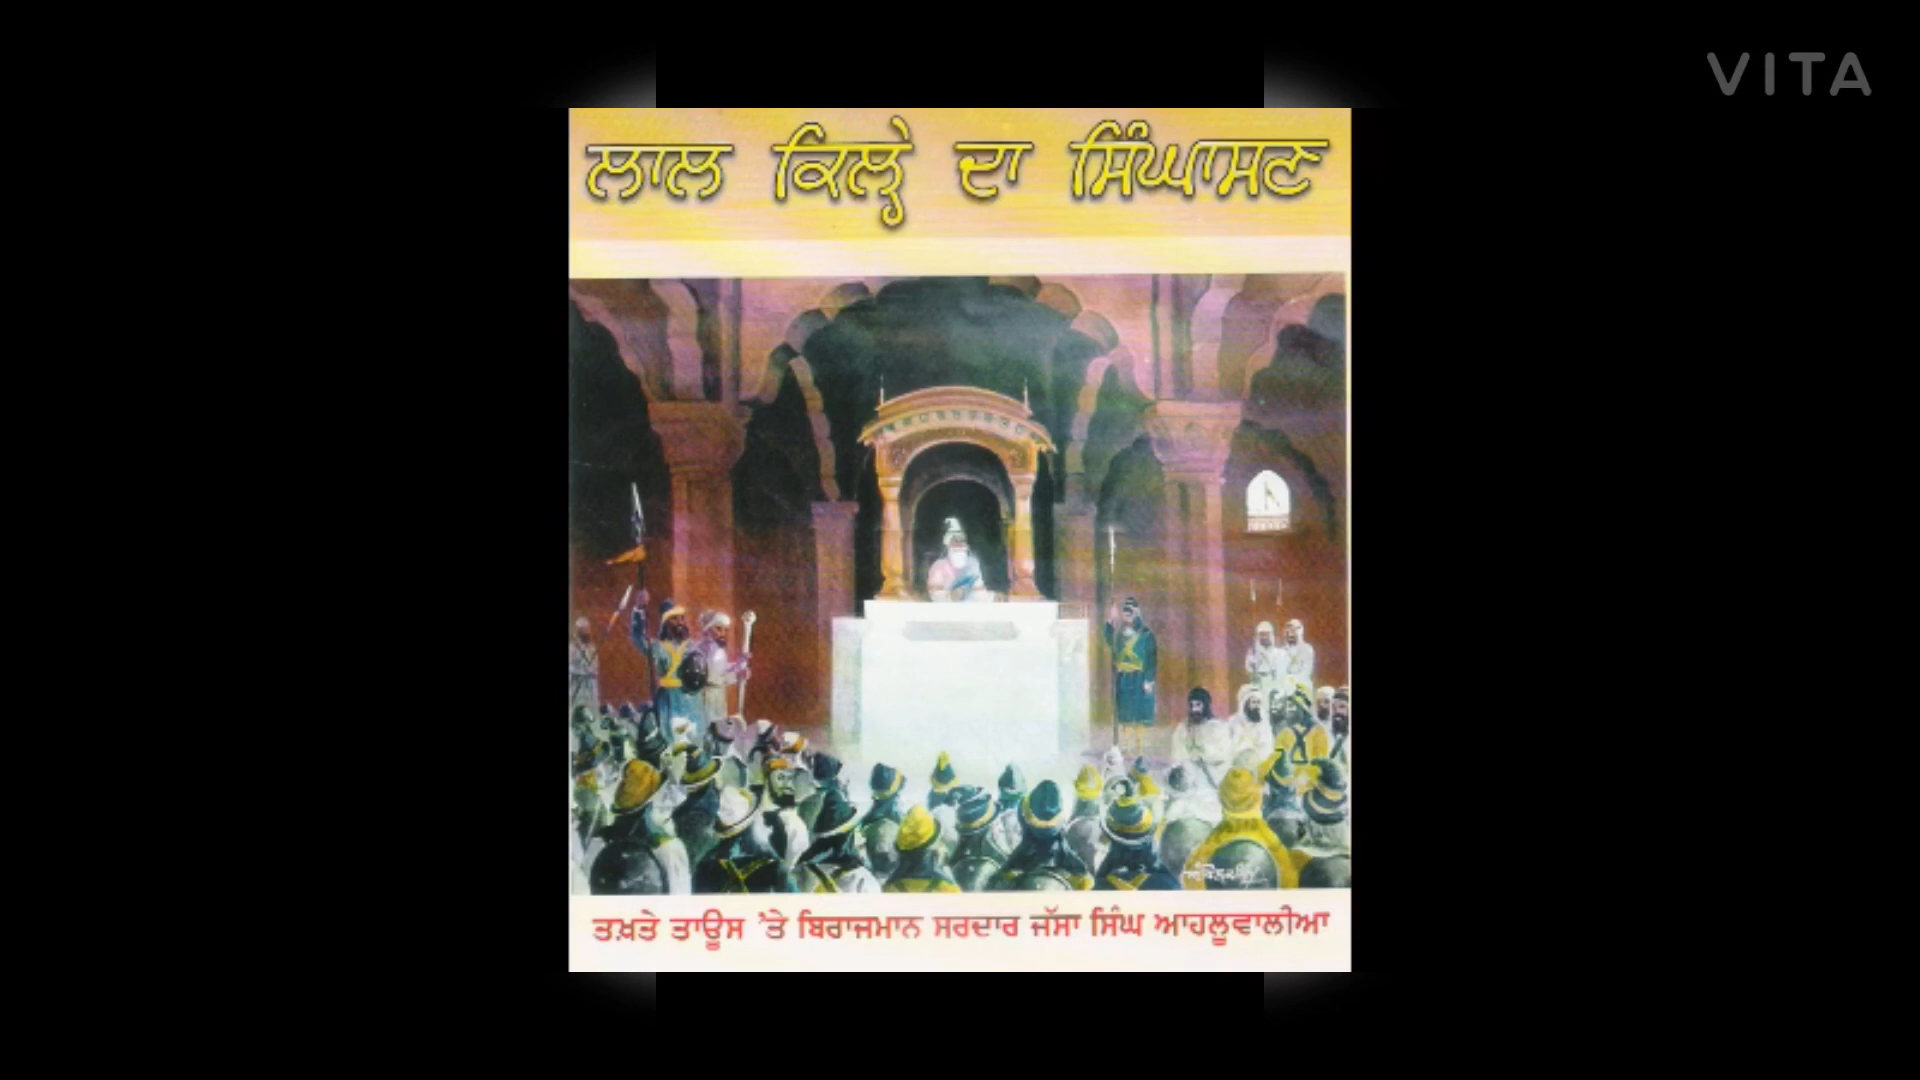 VITA
ਲਾਲ ਕਿਲ੍ਹੇ ਦਾ ਸਿੰਘਾਸਣ
ਤਖ਼ਤੇ ਤਾਊਸ 'ਤੇ ਬਿਰਾਜਮਾਨ ਸਰਦਾਰ ਜੱਸਾ ਸਿੰਘ ਆਹਲੂਵਾਲੀਆ